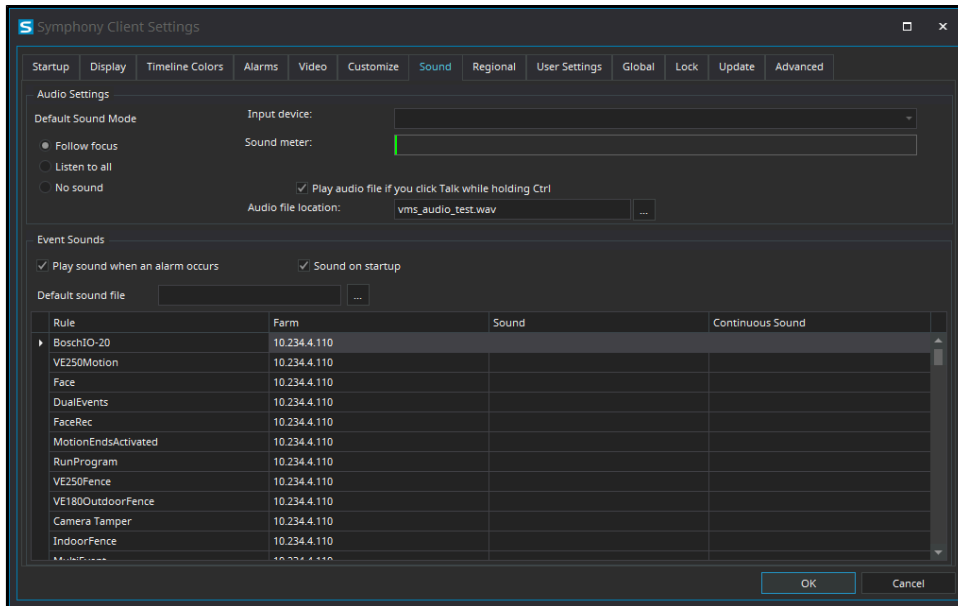 S Symphony Client Settings
Startup Display Timeline Colors Alarms Video Customize Sound Regional User Settings Global Lock Update Advanced
Audio Settings
Default Sound Mode Input device:
Follow focus Sound meter:
Listen to all
No sound Play audio file if you click Talk while holding Ctrl
Audio file location: vms_audio_test.wav ...
Event Sounds
Play sound when an alarm occurs Sound on startup
Default sound file ...
Rule Farm Sound Continuous Sound
BoschIO-20 10.234.4.110
VE250Motion 10.234.4.110
Face 10.234.4.110
DualEvents 10.234.4.110
FaceRec 10.234.4.110
MotionEndsActivated 10.234.4.110
RunProgram 10.234.4.110
VE250Fence 10.234.4.110
VE180OutdoorFence 10.234.4.110
Camera Tamper 10.234.4.110
IndoorFence 10.234.4.110
MultiEvent 10.234.4.110
OK Cancel